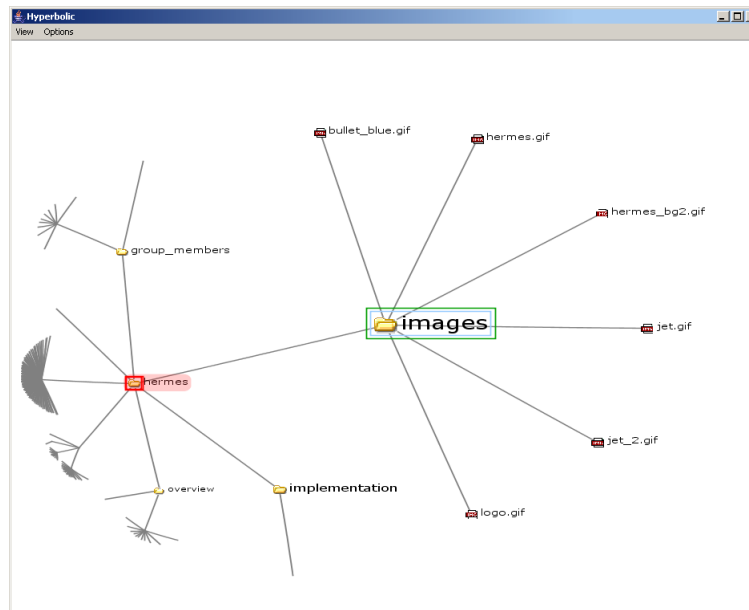 Hyperbolic
View Options
bullet_blue.gif
hermes.gif
hermes_bg2.gif
group_members
images
jet.gif
hermes
jet_2.gif
overview
implementation
logo.gif